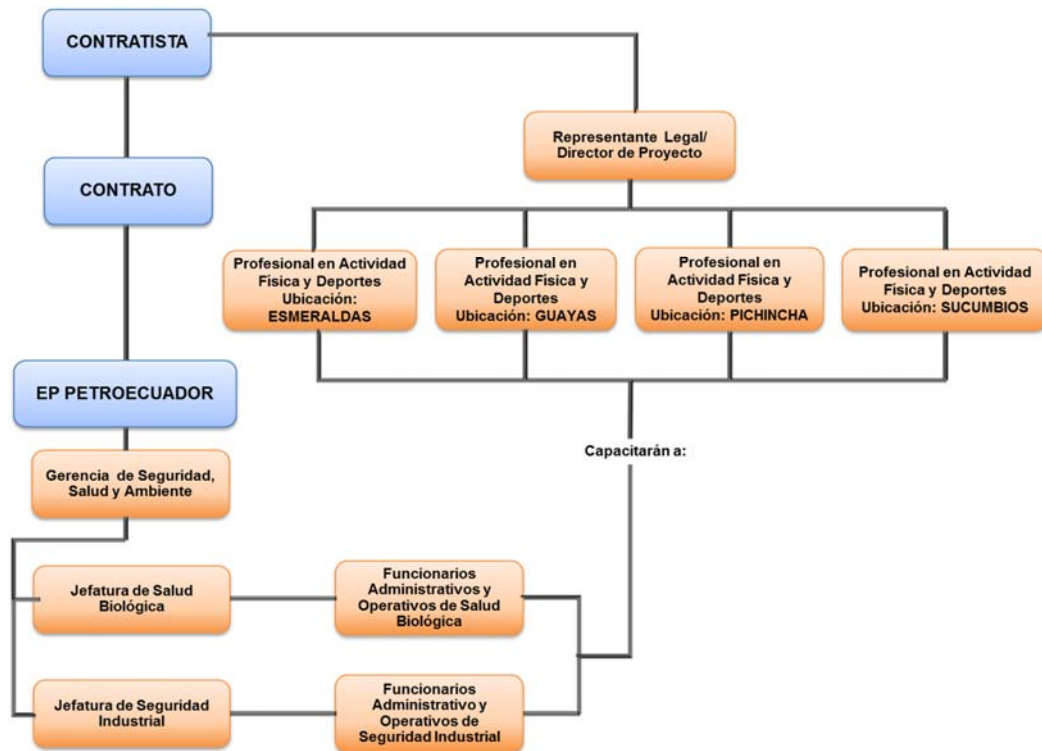 CONTRATISTA
Representante Legal/
Director de Proyecto
CONTRATO
Profesional en Actividad
Física y Deportes
Ubicación:
ESMERALDAS
Profesional en
Actividad Física y
Deportes
Ubicación: GUAYAS
Profesional en
Actividad Física y
Deportes
Ubicación: PICHINCHA
Profesional en Actividad
Física y Deportes
Ubicación: SUCUMBIOS
EP PETROECUADOR
Capacitarán a:
Gerencia de Seguridad,
Salud y Ambiente
Jefatura de Salud
Biológica
Funcionarios
Administrativos y
Operativos de Salud
Biológica
Jefatura de Seguridad
Industrial
Funcionarios
Administrativo y
Operativos de
Seguridad Industrial